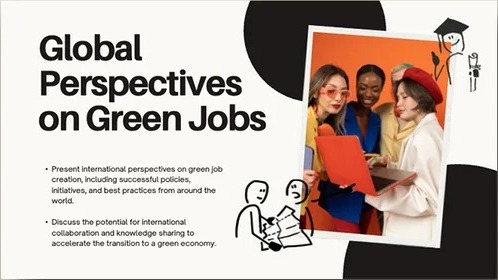 Global
Perspectives
on Green Jobs
• Present international perspectives on green job
creation, including successful policies,
initiatives, and best practices from around the
world.
• Discuss the potential for international
collaboration and knowledge sharing to
accelerate the transition to a green economy.